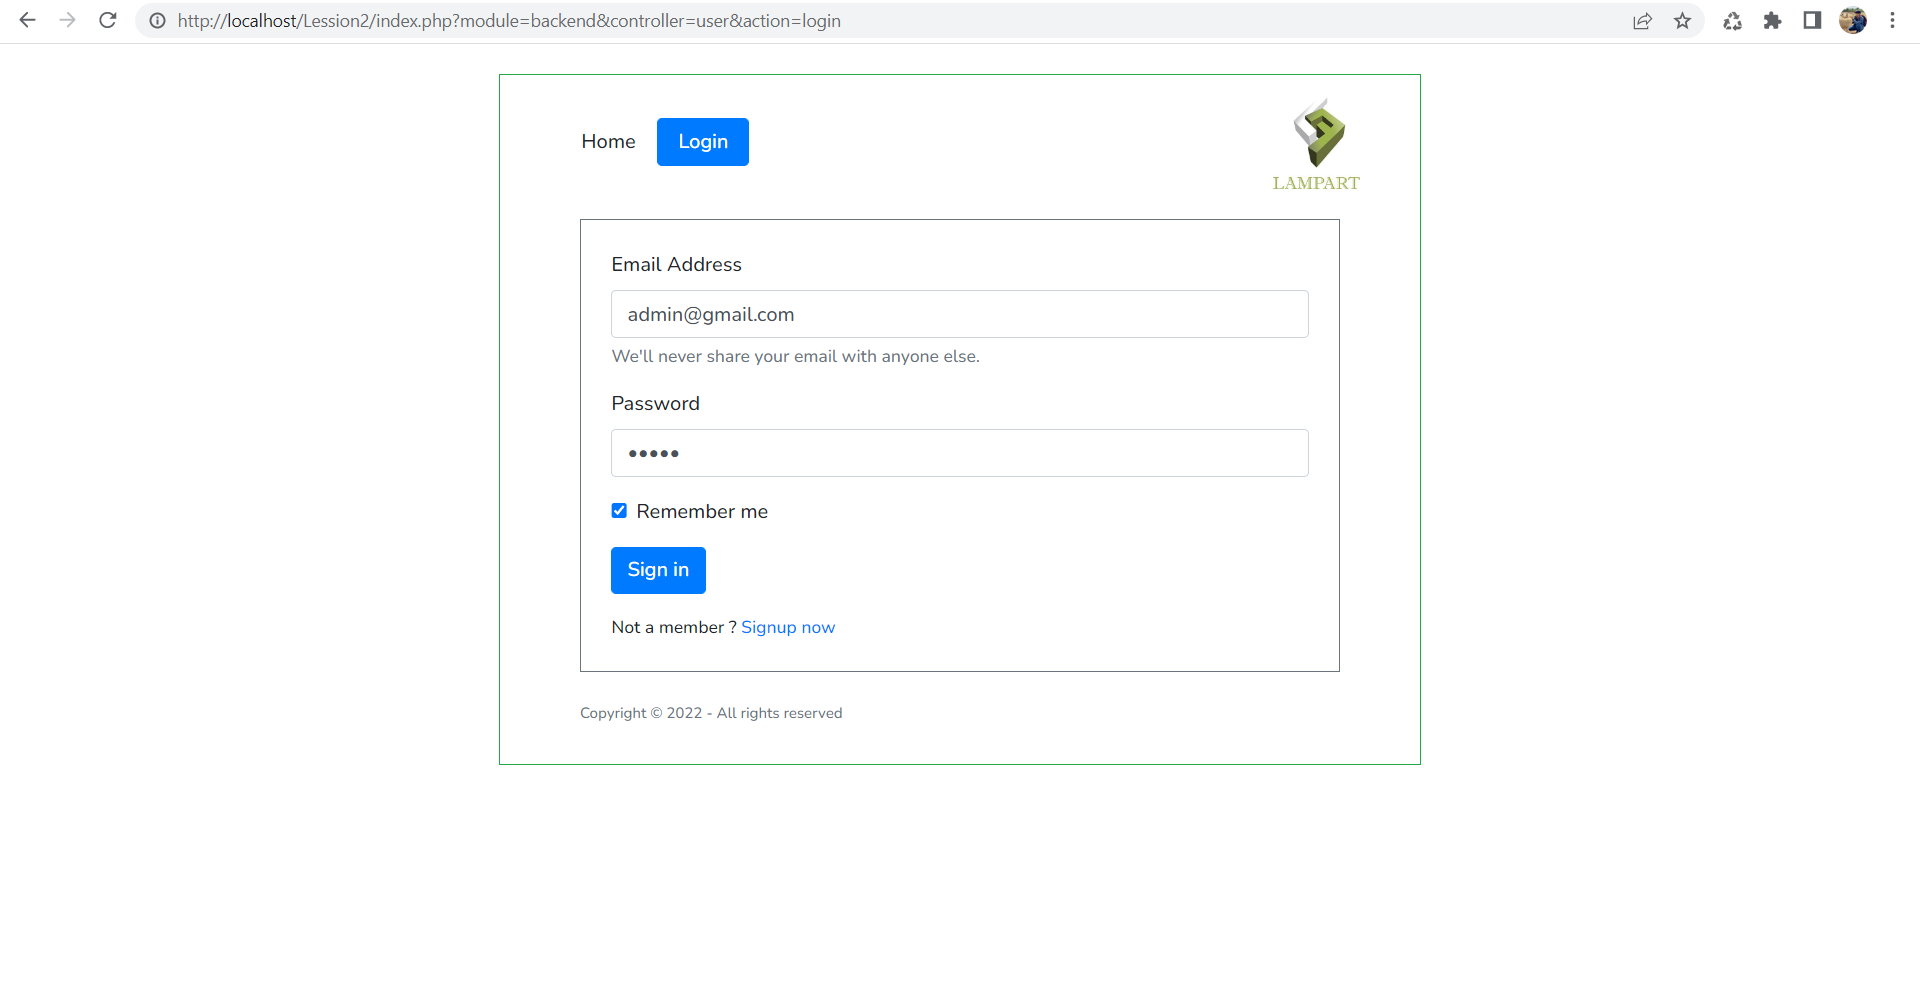 http://localhost/Lession2/index.php?module=backend&controller=user&action=login
Home Login
LAMPART
Email Address
admin@gmail.com
We'll never share your email with anyone else.
Password
•••••
Remember me
Sign in
Not a member ? Signup now
Copyright © 2022 - All rights reserved